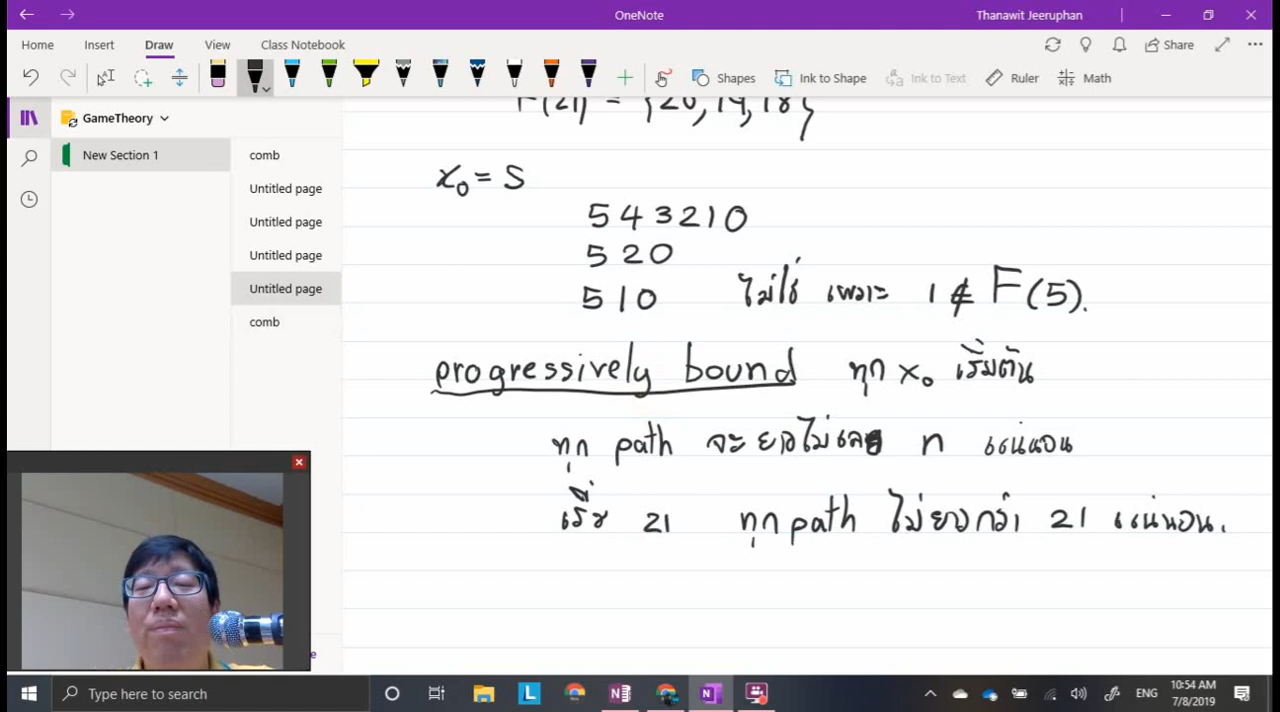 OneNote
Thanawit Jeeruphan
Home Insert Draw View Class Notebook
Share
Shapes Ink to Shape Ink to Text Ruler Math
GameTheory
New Section 1
comb
Untitled page
Untitled page
Untitled page
Untitled page
comb
F(21) = {20, 19, 18}
x₀ = 5
5 4 3 2 1 0
5 2 0
5 1 0 ไม่ใช่ เพราะ 1 ∉ F(5).
progressively bound ทุก x₀ เริ่มต้น
ทุก path จะยาวไม่เกิน n แน่นอน
เริ่ม 21 ทุก path ไม่ยาวกว่า 21 แน่นอน.
Type here to search
ENG
10:54 AM
7/8/2019